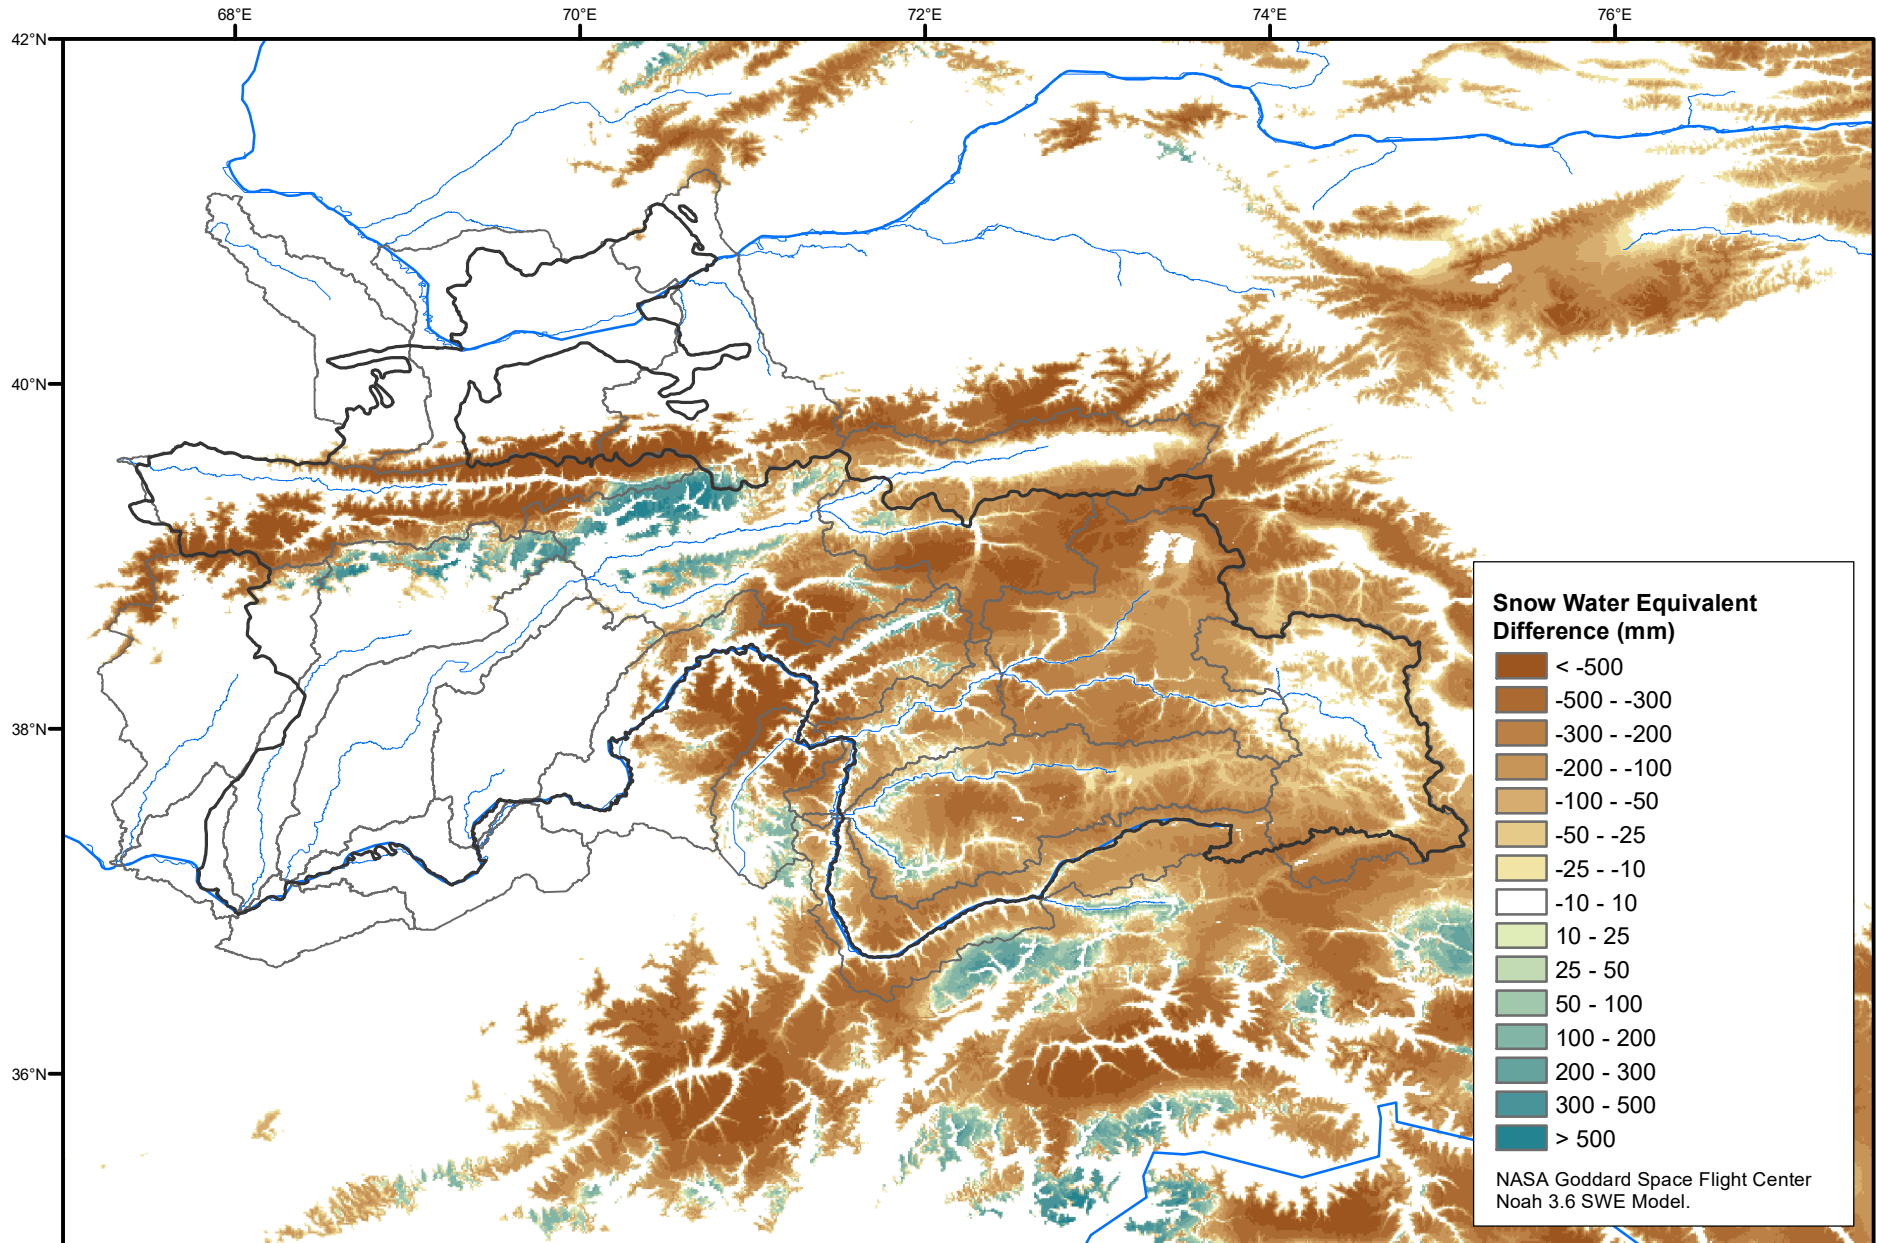 68°E
70°E
72°E
74°E
76°E
42°N
40°N
38°N
36°N
Snow Water Equivalent
Difference (mm)
< -500
-500 - -300
-300 - -200
-200 - -100
-100 - -50
-50 - -25
-25 - -10
-10 - 10
10 - 25
25 - 50
50 - 100
100 - 200
200 - 300
300 - 500
> 500
NASA Goddard Space Flight Center
Noah 3.6 SWE Model.